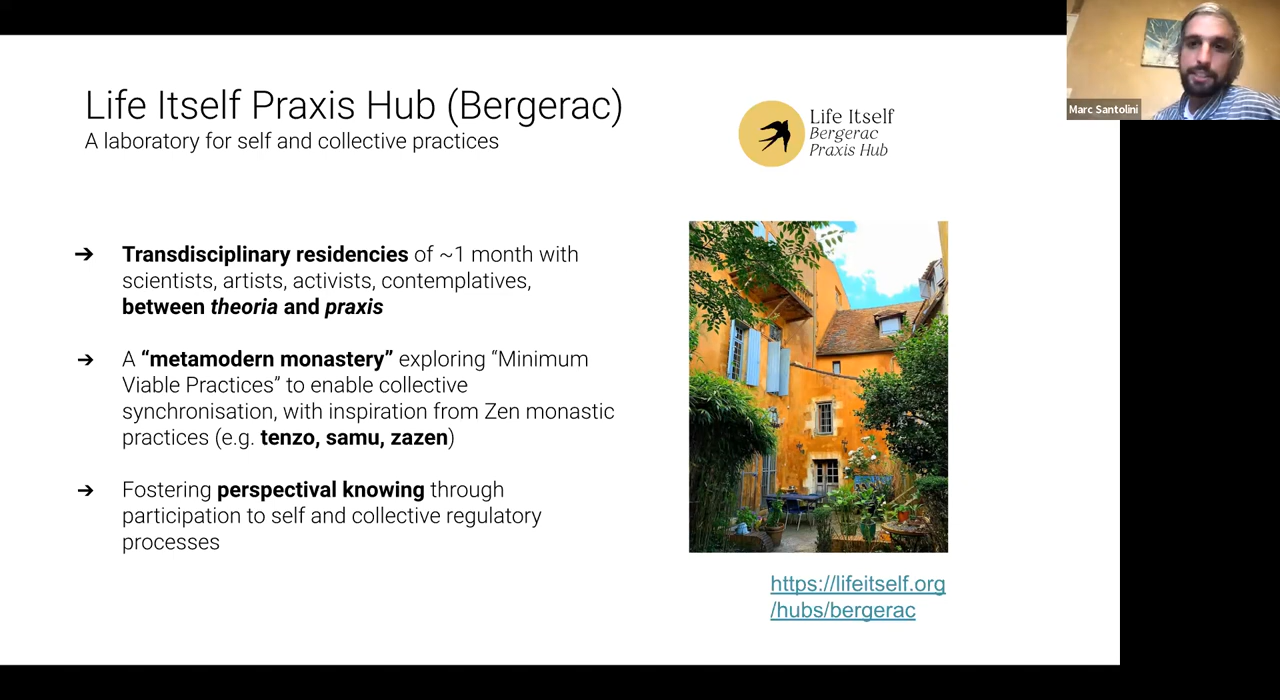 Life Itself Praxis Hub (Bergerac)
A laboratory for self and collective practices
Life Itself
Bergerac
Praxis Hub
Marc Santolini
➔ Transdisciplinary residencies of ~1 month with
scientists, artists, activists, contemplatives,
between theoria and praxis
➔ A “metamodern monastery” exploring “Minimum
Viable Practices” to enable collective
synchronisation, with inspiration from Zen monastic
practices (e.g. tenzo, samu, zazen)
➔ Fostering perspectival knowing through
participation to self and collective regulatory
processes
https://lifeitself.org
/hubs/bergerac